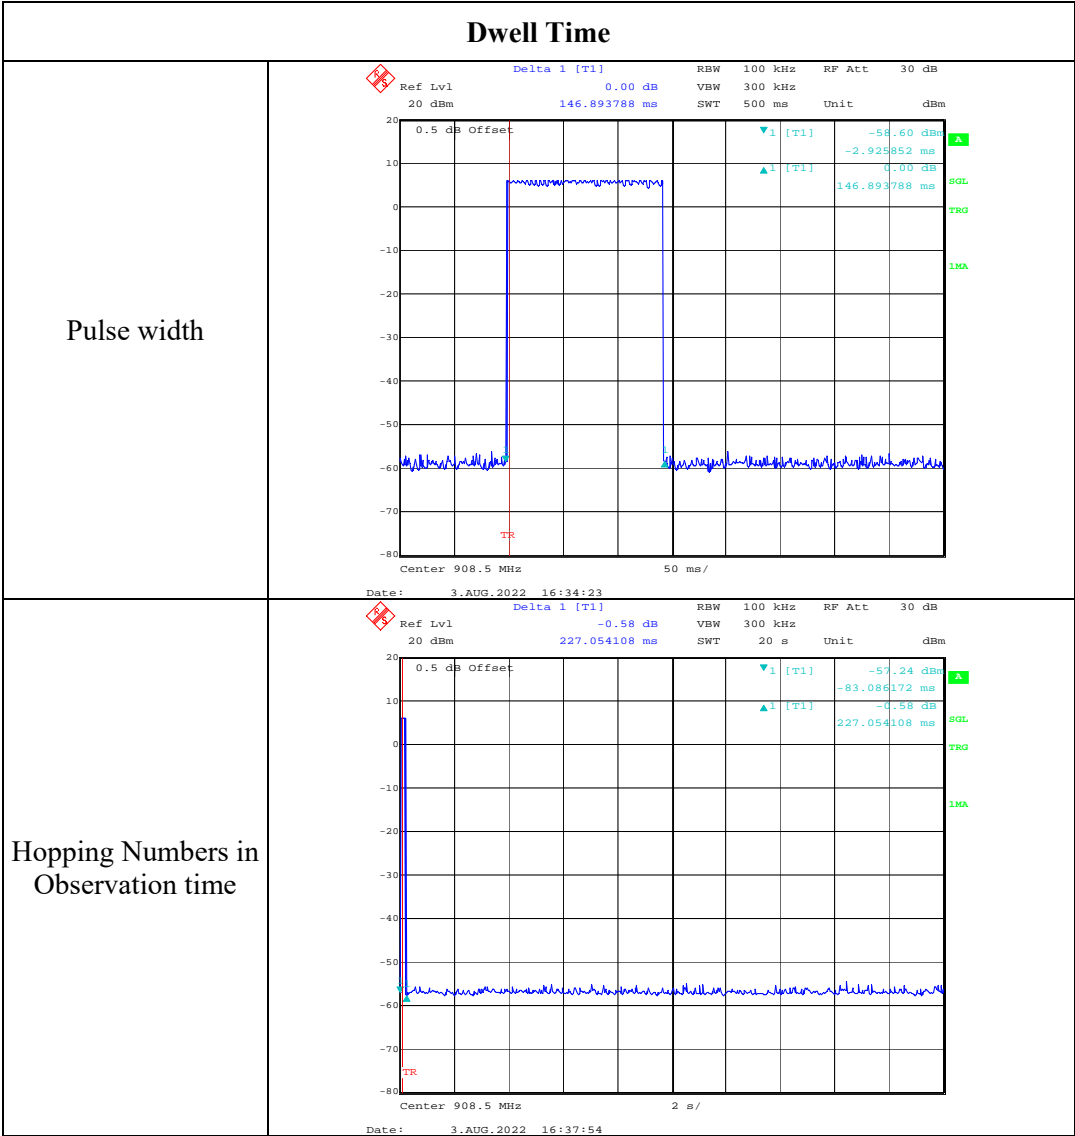 Dwell Time
Pulse width
R S
Delta 1 [T1] RBW 100 kHz RF Att 30 dB
Ref Lvl 0.00 dB VBW 300 kHz
20 dBm 146.893788 ms SWT 500 ms Unit dBm
20
0.5 dB Offset
▼1 [T1] -58.60 dBm
-2.925852 ms
▲1 [T1] 0.00 dB
146.893788 ms
A
SGL
TRG
1MA
10
0
-10
-20
-30
-40
-50
-60
-70
-80
1
1
TR
Center 908.5 MHz 50 ms/
Date: 3.AUG.2022 16:34:23
Hopping Numbers in
Observation time
R S
Delta 1 [T1] RBW 100 kHz RF Att 30 dB
Ref Lvl -0.58 dB VBW 300 kHz
20 dBm 227.054108 ms SWT 20 s Unit dBm
20
0.5 dB Offset
▼1 [T1] -57.24 dBm
-83.086172 ms
▲1 [T1] -0.58 dB
227.054108 ms
A
SGL
TRG
1MA
10
0
-10
-20
-30
-40
-50
-60
-70
-80
TR
Center 908.5 MHz 2 s/
Date: 3.AUG.2022 16:37:54